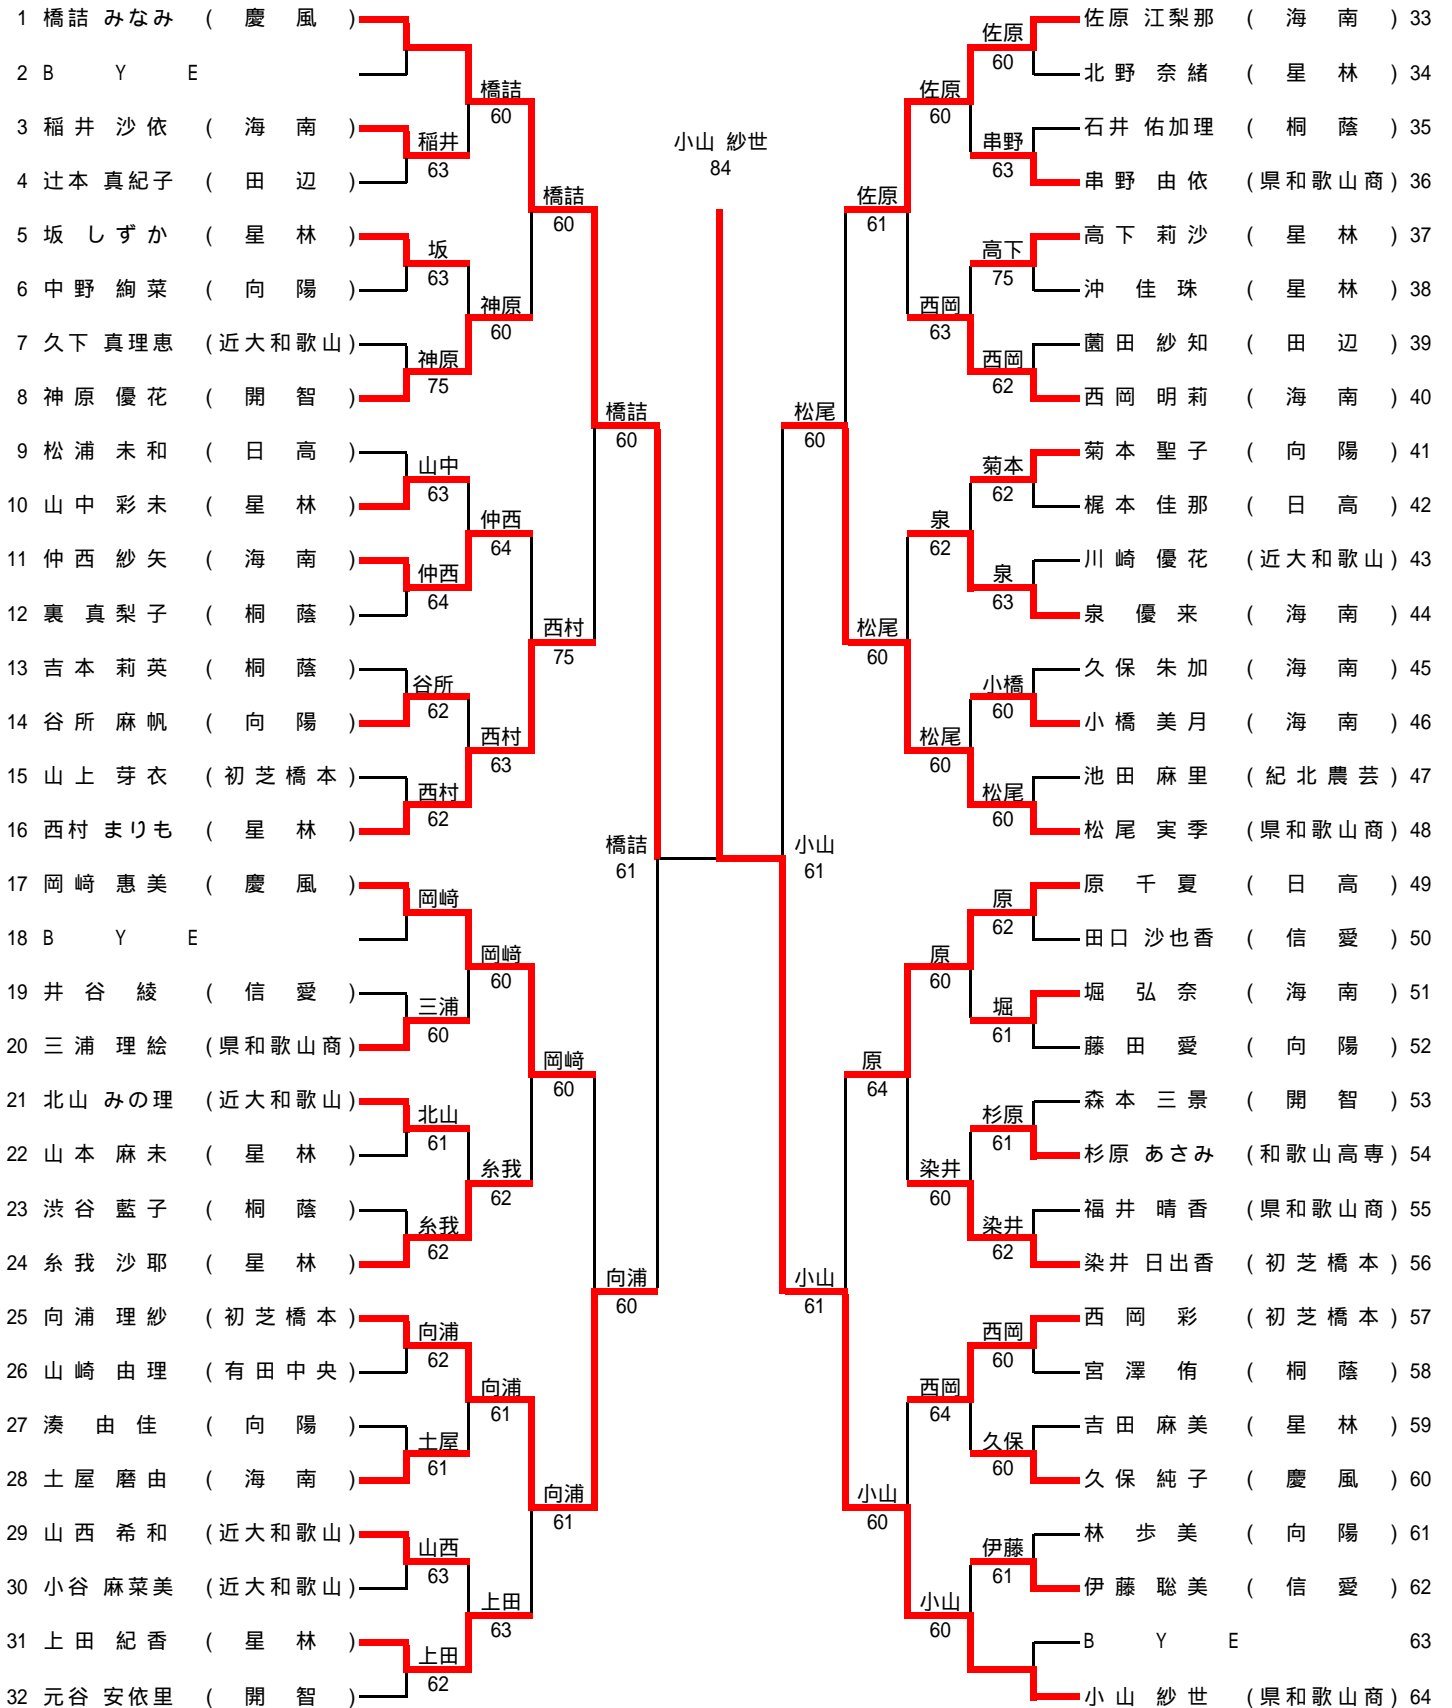 1 橋詰 みなみ ( 慶 風 )
2 B Y E
3 稲井 沙依 ( 海 南 )
4 辻本 真紀子 ( 田 辺 )
5 坂 しずか ( 星 林 )
6 中野 絢菜 ( 向 陽 )
7 久下 真理恵 (近大和歌山)
8 神原 優花 ( 開 智 )
9 松浦 未和 ( 日 高 )
10 山中 彩未 ( 星 林 )
11 仲西 紗矢 ( 海 南 )
12 裏 真梨子 ( 桐 蔭 )
13 吉本 莉英 ( 桐 蔭 )
14 谷所 麻帆 ( 向 陽 )
15 山上 芽衣 (初芝橋本)
16 西村 まりも ( 星 林 )
17 岡崎 惠美 ( 慶 風 )
18 B Y E
19 井谷 綾 ( 信 愛 )
20 三浦 理絵 (県和歌山商)
21 北山 みの理 (近大和歌山)
22 山本 麻未 ( 星 林 )
23 渋谷 藍子 ( 桐 蔭 )
24 糸我 沙耶 ( 星 林 )
25 向浦 理紗 (初芝橋本)
26 山崎 由理 (有田中央)
27 湊 由佳 ( 向 陽 )
28 土屋 磨由 ( 海 南 )
29 山西 希和 (近大和歌山)
30 小谷 麻菜美 (近大和歌山)
31 上田 紀香 ( 星 林 )
32 元谷 安依里 ( 開 智 )
稲井
63
坂
63
神原
75
山中
63
仲西
64
谷所
62
西村
62
岡崎
三浦
60
北山
61
糸我
62
向浦
62
土屋
61
山西
63
上田
62
橋詰
60
神原
60
仲西
64
西村
63
岡崎
60
糸我
62
向浦
61
上田
63
橋詰
60
西村
75
岡崎
60
向浦
61
橋詰
60
向浦
60
橋詰
61
小山 紗世
84
小山
61
松尾
60
小山
61
佐原
61
松尾
60
原
64
小山
60
佐原
60
西岡
63
泉
62
松尾
60
原
60
染井
60
西岡
64
小山
60
佐原
60
串野
63
高下
75
西岡
62
菊本
62
泉
63
小橋
60
松尾
60
原
62
堀
61
杉原
61
染井
62
西岡
60
久保
60
伊藤
61
佐原 江梨那 ( 海 南 ) 33
北野 奈緒 ( 星 林 ) 34
石井 佑加理 ( 桐 蔭 ) 35
串野 由依 (県和歌山商) 36
高下 莉沙 ( 星 林 ) 37
沖 佳珠 ( 星 林 ) 38
薗田 紗知 ( 田 辺 ) 39
西岡 明莉 ( 海 南 ) 40
菊本 聖子 ( 向 陽 ) 41
梶本 佳那 ( 日 高 ) 42
川崎 優花 (近大和歌山) 43
泉 優来 ( 海 南 ) 44
久保 朱加 ( 海 南 ) 45
小橋 美月 ( 海 南 ) 46
池田 麻里 (紀北農芸) 47
松尾 実季 (県和歌山商) 48
原 千夏 ( 日 高 ) 49
田口 沙也香 ( 信 愛 ) 50
堀 弘奈 ( 海 南 ) 51
藤田 愛 ( 向 陽 ) 52
森本 三景 ( 開 智 ) 53
杉原 あさみ (和歌山高専) 54
福井 晴香 (県和歌山商) 55
染井 日出香 (初芝橋本) 56
西岡 彩 (初芝橋本) 57
宮澤 侑 ( 桐 蔭 ) 58
吉田 麻美 ( 星 林 ) 59
久保 純子 ( 慶 風 ) 60
林 歩美 ( 向 陽 ) 61
伊藤 聡美 ( 信 愛 ) 62
B Y E 63
小山 紗世 (県和歌山商) 64